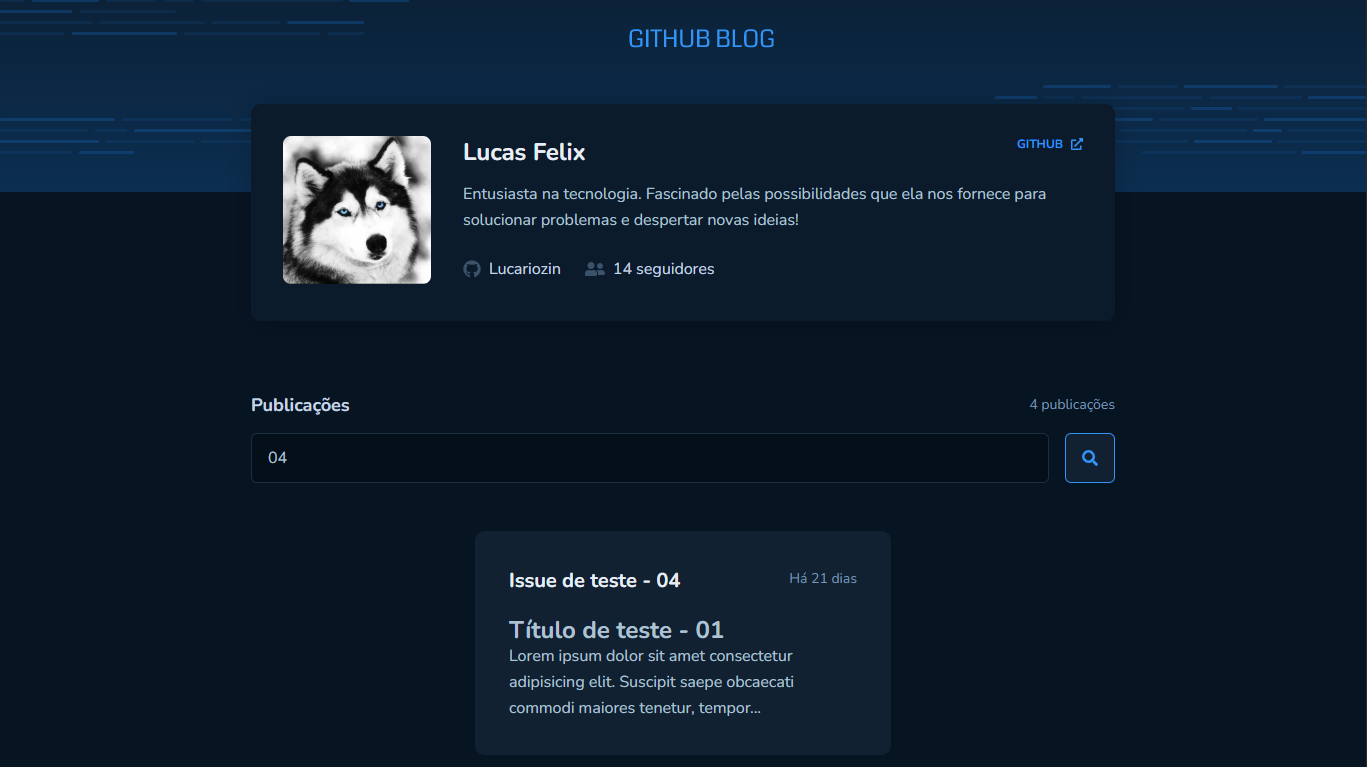 GITHUB BLOG
Lucas Felix
GITHUB
Entusiasta na tecnologia. Fascinado pelas possibilidades que ela nos fornece para
solucionar problemas e despertar novas ideias!
Lucariozin
14 seguidores
Publicações
4 publicações
04
Issue de teste - 04
Há 21 dias
Título de teste - 01
Lorem ipsum dolor sit amet consectetur
adipisicing elit. Suscipit saepe obcaecati
commodi maiores tenetur, tempor...